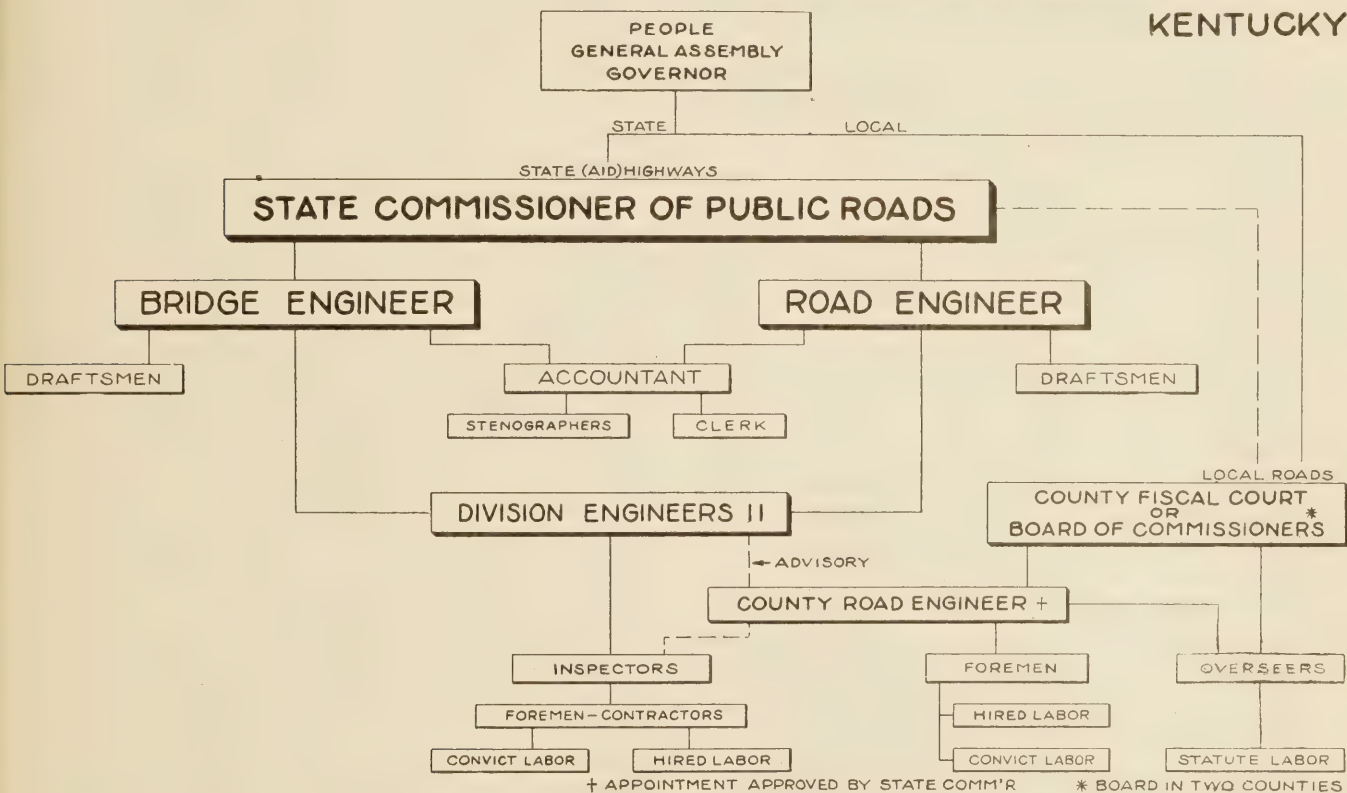 KENTUCKY
PEOPLE
GENERAL ASSEMBLY
GOVERNOR
STATE
LOCAL
STATE (AID) HIGHWAYS
STATE COMMISSIONER OF PUBLIC ROADS
BRIDGE ENGINEER
ROAD ENGINEER
DRAFTSMEN
ACCOUNTANT
DRAFTSMEN
STENOGRAPHERS
CLERK
LOCAL ROADS
DIVISION ENGINEERS 11
COUNTY FISCAL COURT
OR
BOARD OF COMMISSIONERS *
ADVISORY
COUNTY ROAD ENGINEER †
INSPECTORS
FOREMEN
OVERSEERS
FOREMEN-CONTRACTORS
HIRED LABOR
CONVICT LABOR
HIRED LABOR
CONVICT LABOR
STATUTE LABOR
† APPOINTMENT APPROVED BY STATE COMM'R
* BOARD IN TWO COUNTIES